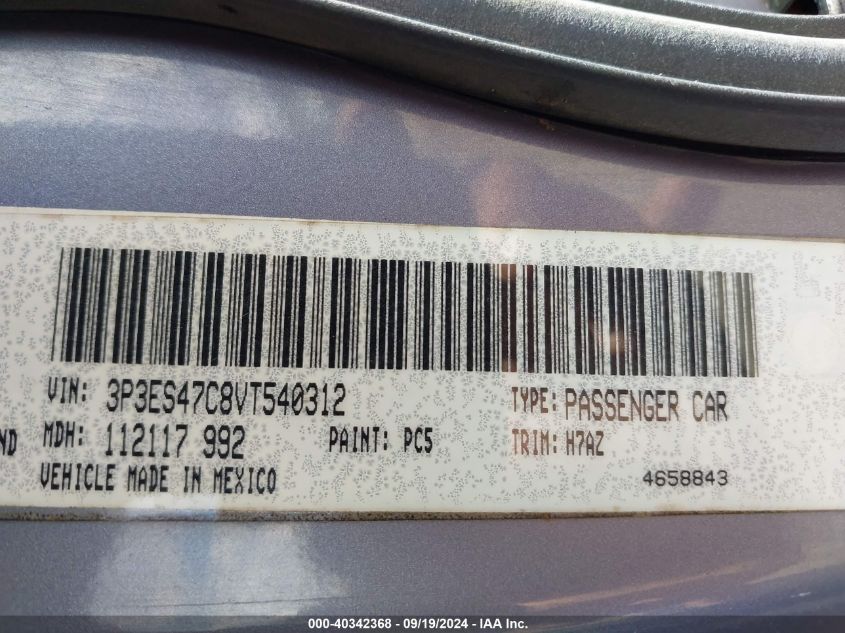 VIN: 3P3ES47C8VT540312 TYPE: PASSENGER CAR
ND MDH: 112117 992 PAINT: PC5 TRIM: H7AZ
VEHICLE MADE IN MEXICO 4658843
000-40342368 - 09/19/2024 - IAA Inc.